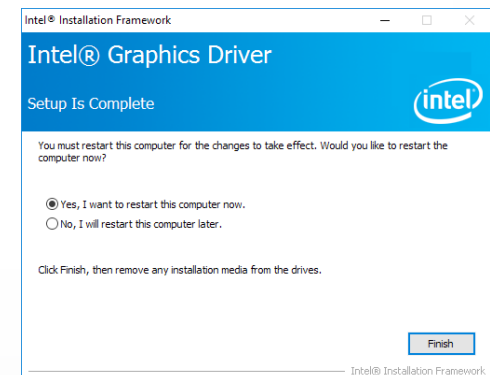 Intel® Installation Framework
Intel® Graphics Driver
Setup Is Complete
intel
You must restart this computer for the changes to take effect. Would you like to restart the
computer now?
Yes, I want to restart this computer now.
No, I will restart this computer later.
Click Finish, then remove any installation media from the drives.
Finish
Intel® Installation Framework